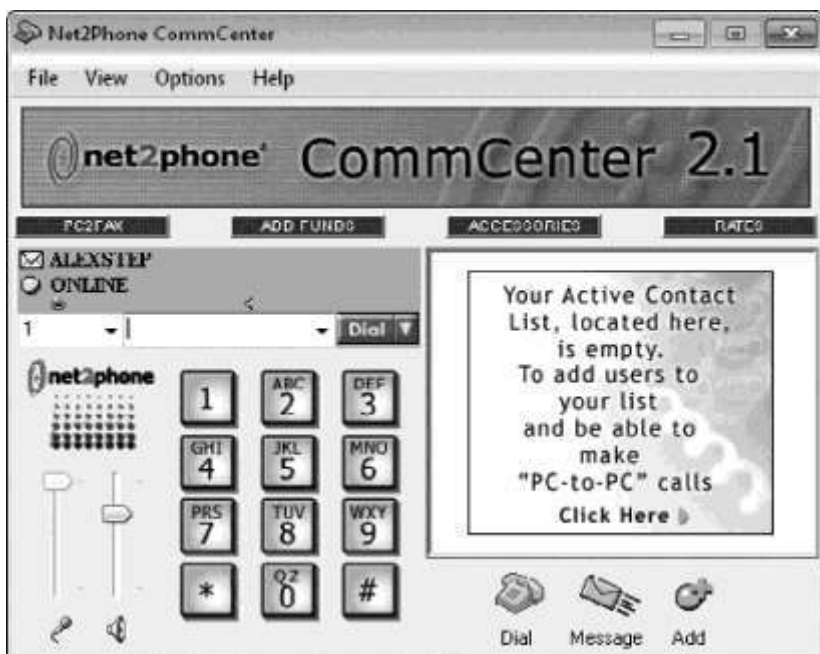 Net2Phone CommCenter
File View Options Help
net2phone CommCenter 2.1
PC2FAX ADD FUNDS ACCESSORIES RATES
ALEXSTEP
ONLINE
1 Dial
net2phone
1 ABC 2 DEF 3
GHI 4 JKL 5 MNO 6
PRS 7 TUV 8 WXY 9
* QZ 0 #
Your Active Contact
List, located here,
is empty.
To add users to
your list
and be able to
make
"PC-to-PC" calls
Click Here
Dial Message Add